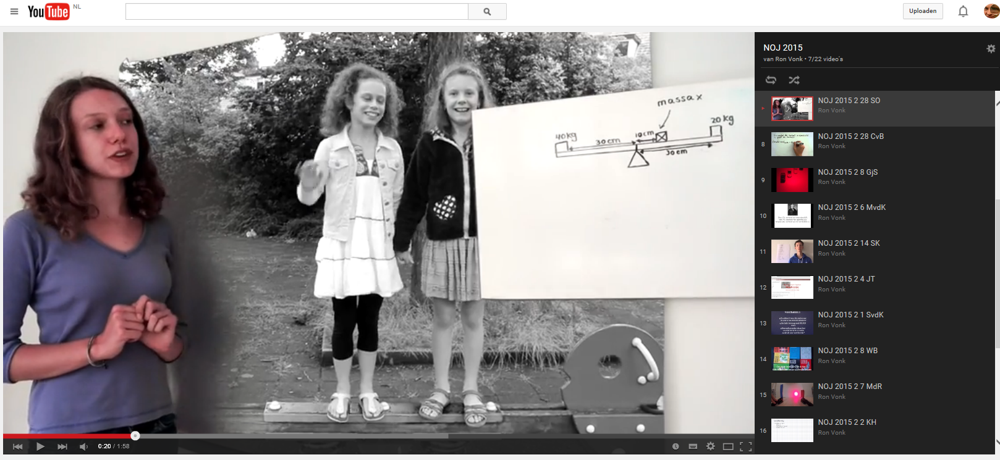 YouTube NL
Uploaden
NOJ 2015
van Ron Vonk • 7/22 video's
massa x
20 kg
40 kg
10 cm
30 cm
30 cm
NOJ 2015 2 28 SO
Ron Vonk
8
NOJ 2015 2 28 CvB
Ron Vonk
9
NOJ 2015 2 8 GjS
Ron Vonk
10
NOJ 2015 2 6 MvdK
Ron Vonk
11
NOJ 2015 2 14 SK
Ron Vonk
12
NOJ 2015 2 4 JT
Ron Vonk
13
NOJ 2015 2 1 SvdK
Ron Vonk
14
NOJ 2015 2 8 WB
Ron Vonk
15
NOJ 2015 2 7 MdR
Ron Vonk
16
NOJ 2015 2 2 KH
Ron Vonk
0:20 / 1:58